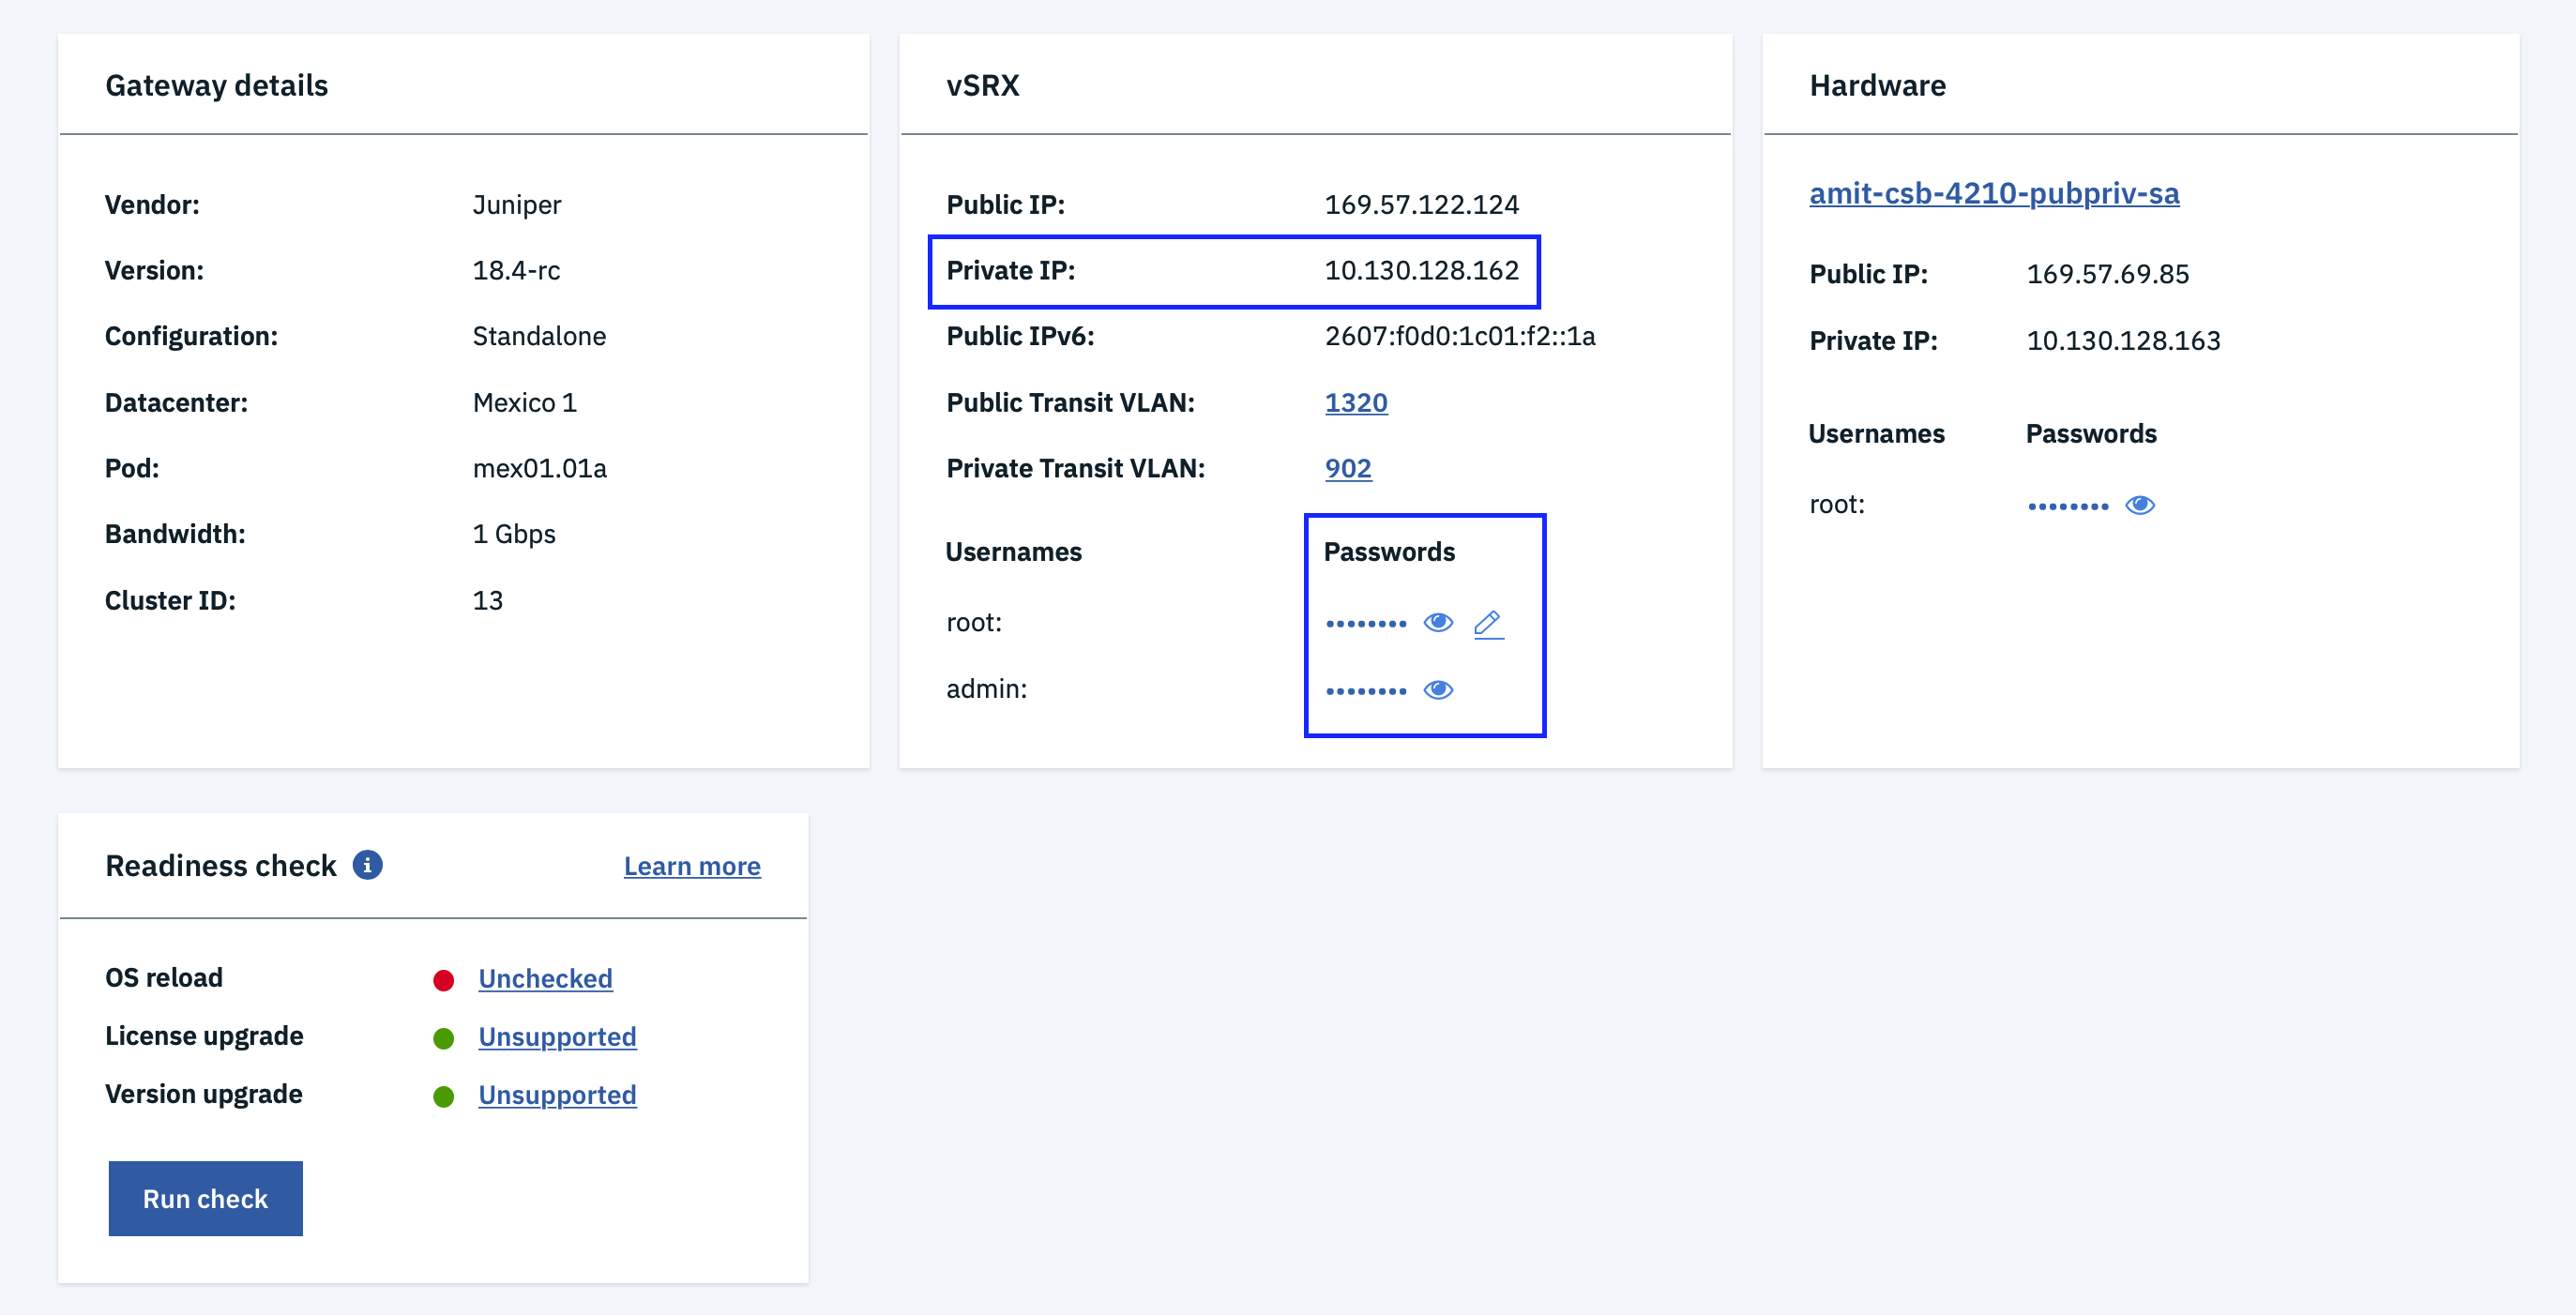 Gateway details
Vendor: Juniper
Version: 18.4-rc
Configuration: Standalone
Datacenter: Mexico 1
Pod: mex01.01a
Bandwidth: 1 Gbps
Cluster ID: 13
vSRX
Public IP: 169.57.122.124
Private IP: 10.130.128.162
Public IPv6: 2607:f0d0:1c01:f2::1a
Public Transit VLAN: 1320
Private Transit VLAN: 902
Usernames Passwords
root: ••••••••
admin: ••••••••
Hardware
amit-csb-4210-pubpriv-sa
Public IP: 169.57.69.85
Private IP: 10.130.128.163
Usernames Passwords
root: ••••••••
Readiness check Learn more
OS reload Unchecked
License upgrade Unsupported
Version upgrade Unsupported
Run check